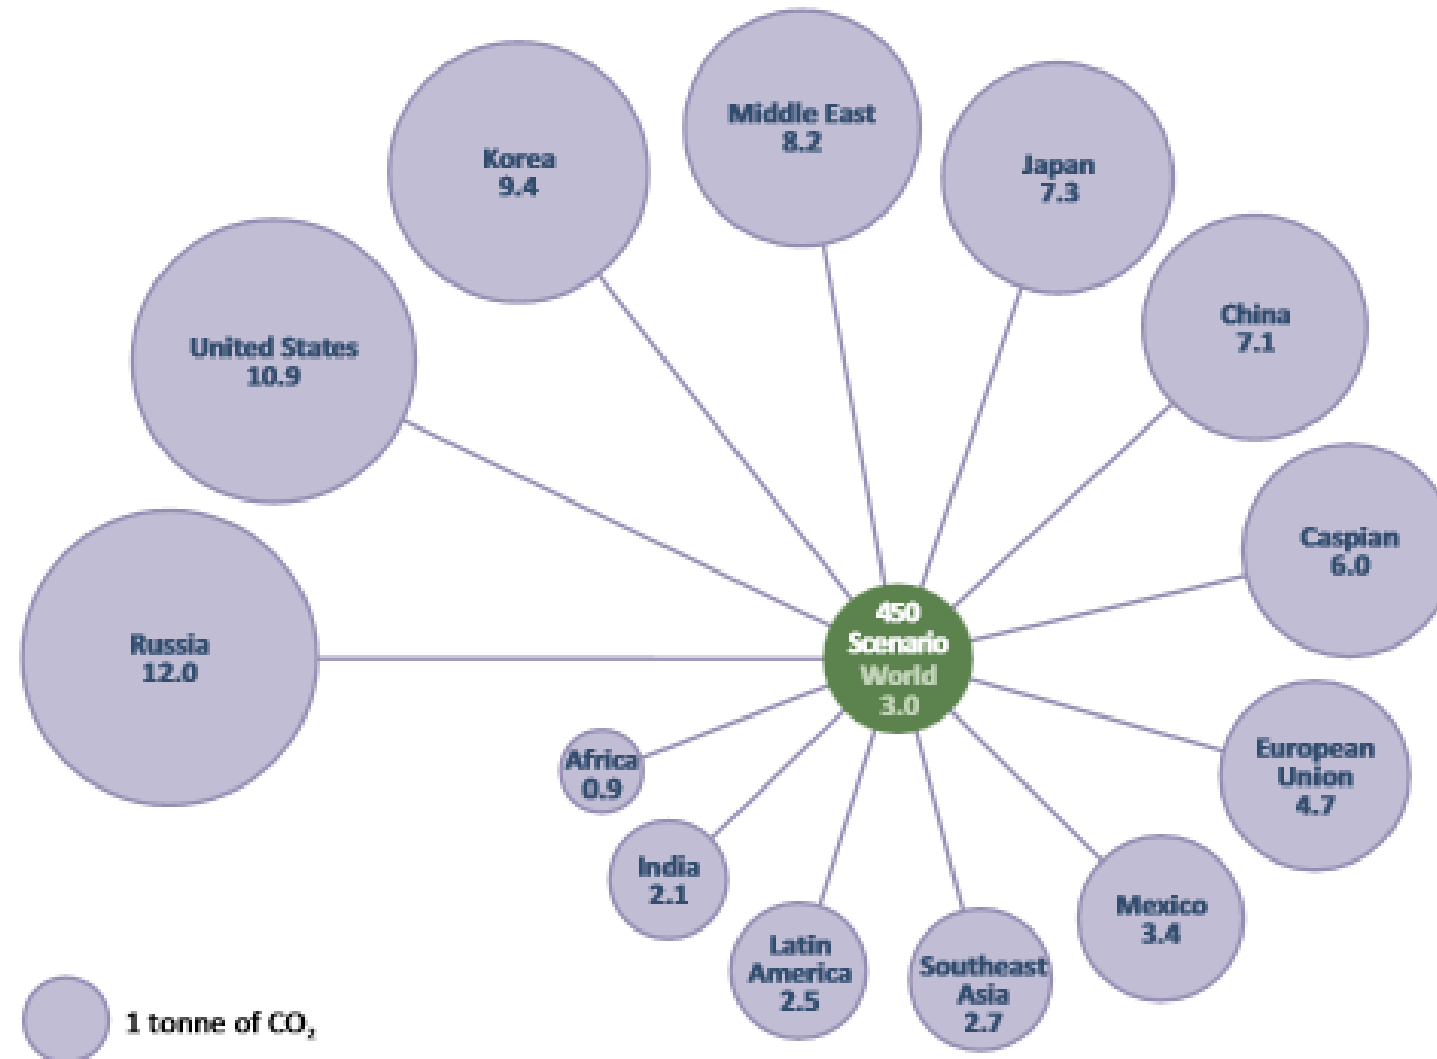 Middle East
8.2
Korea
9.4
Japan
7.3
China
7.1
United States
10.9
Caspian
6.0
450
Scenario
World
3.0
Russia
12.0
European
Union
4.7
Africa
0.9
India
2.1
Mexico
3.4
Latin
America
2.5
Southeast
Asia
2.7
1 tonne of CO₂